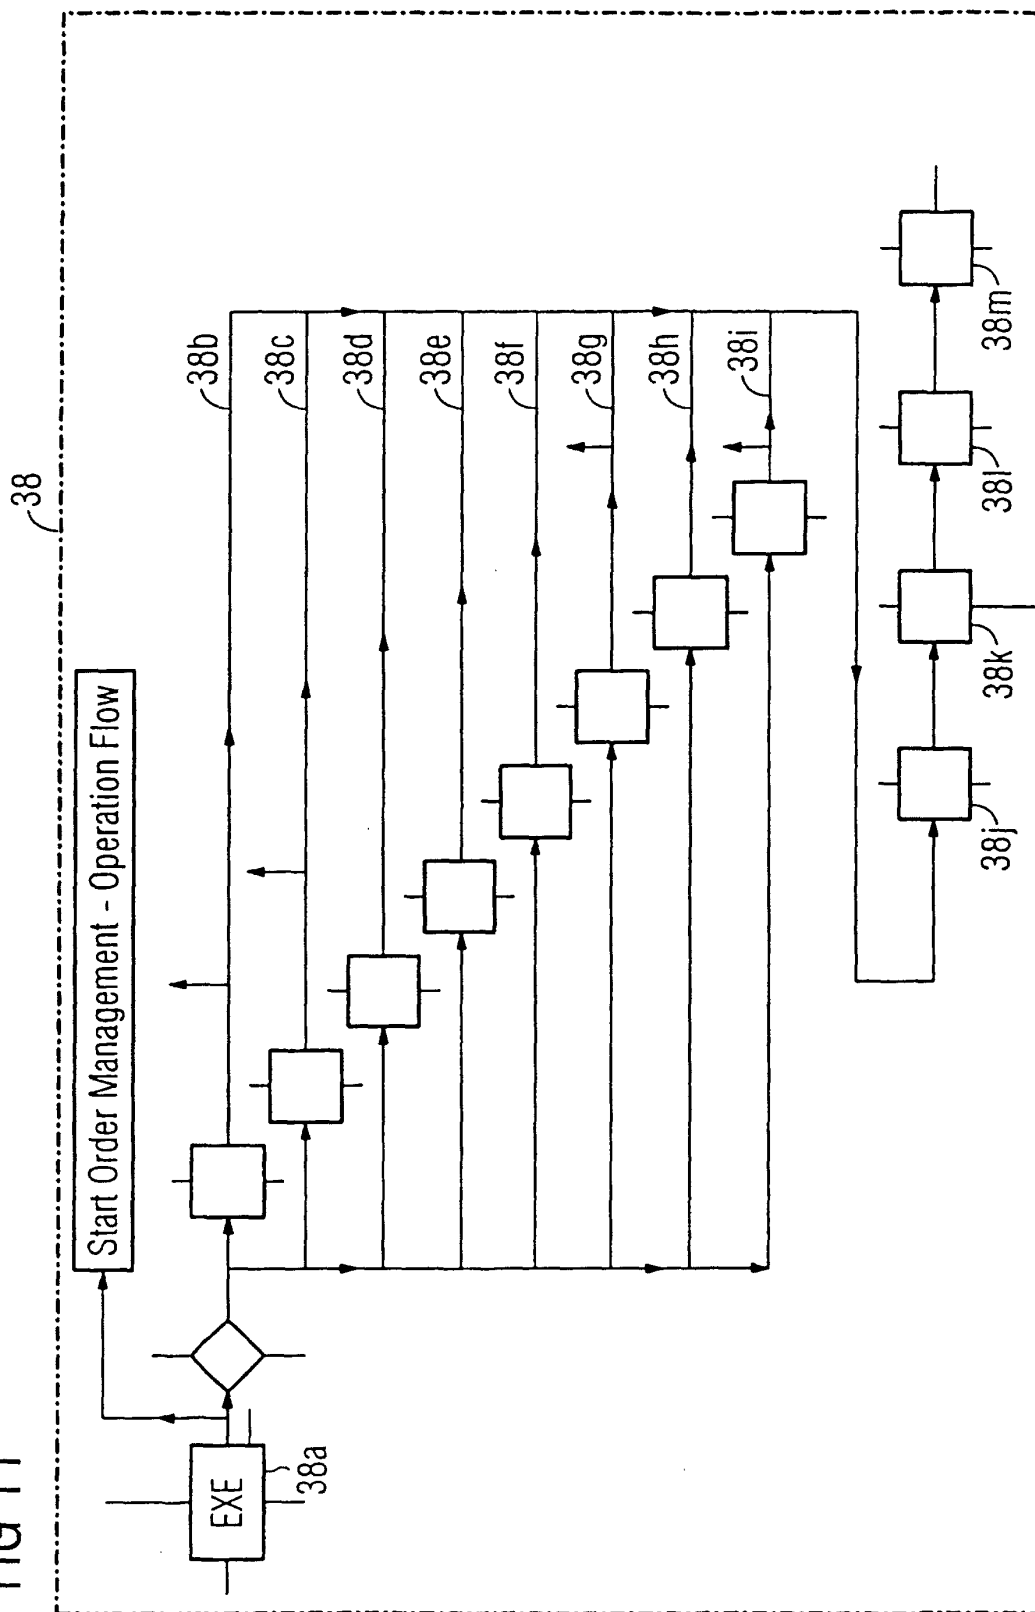 FIG 11
38
Start Order Management - Operation Flow
EXE
38a
38b
38c
38d
38e
38f
38g
38h
38i
38j
38k
38l
38m